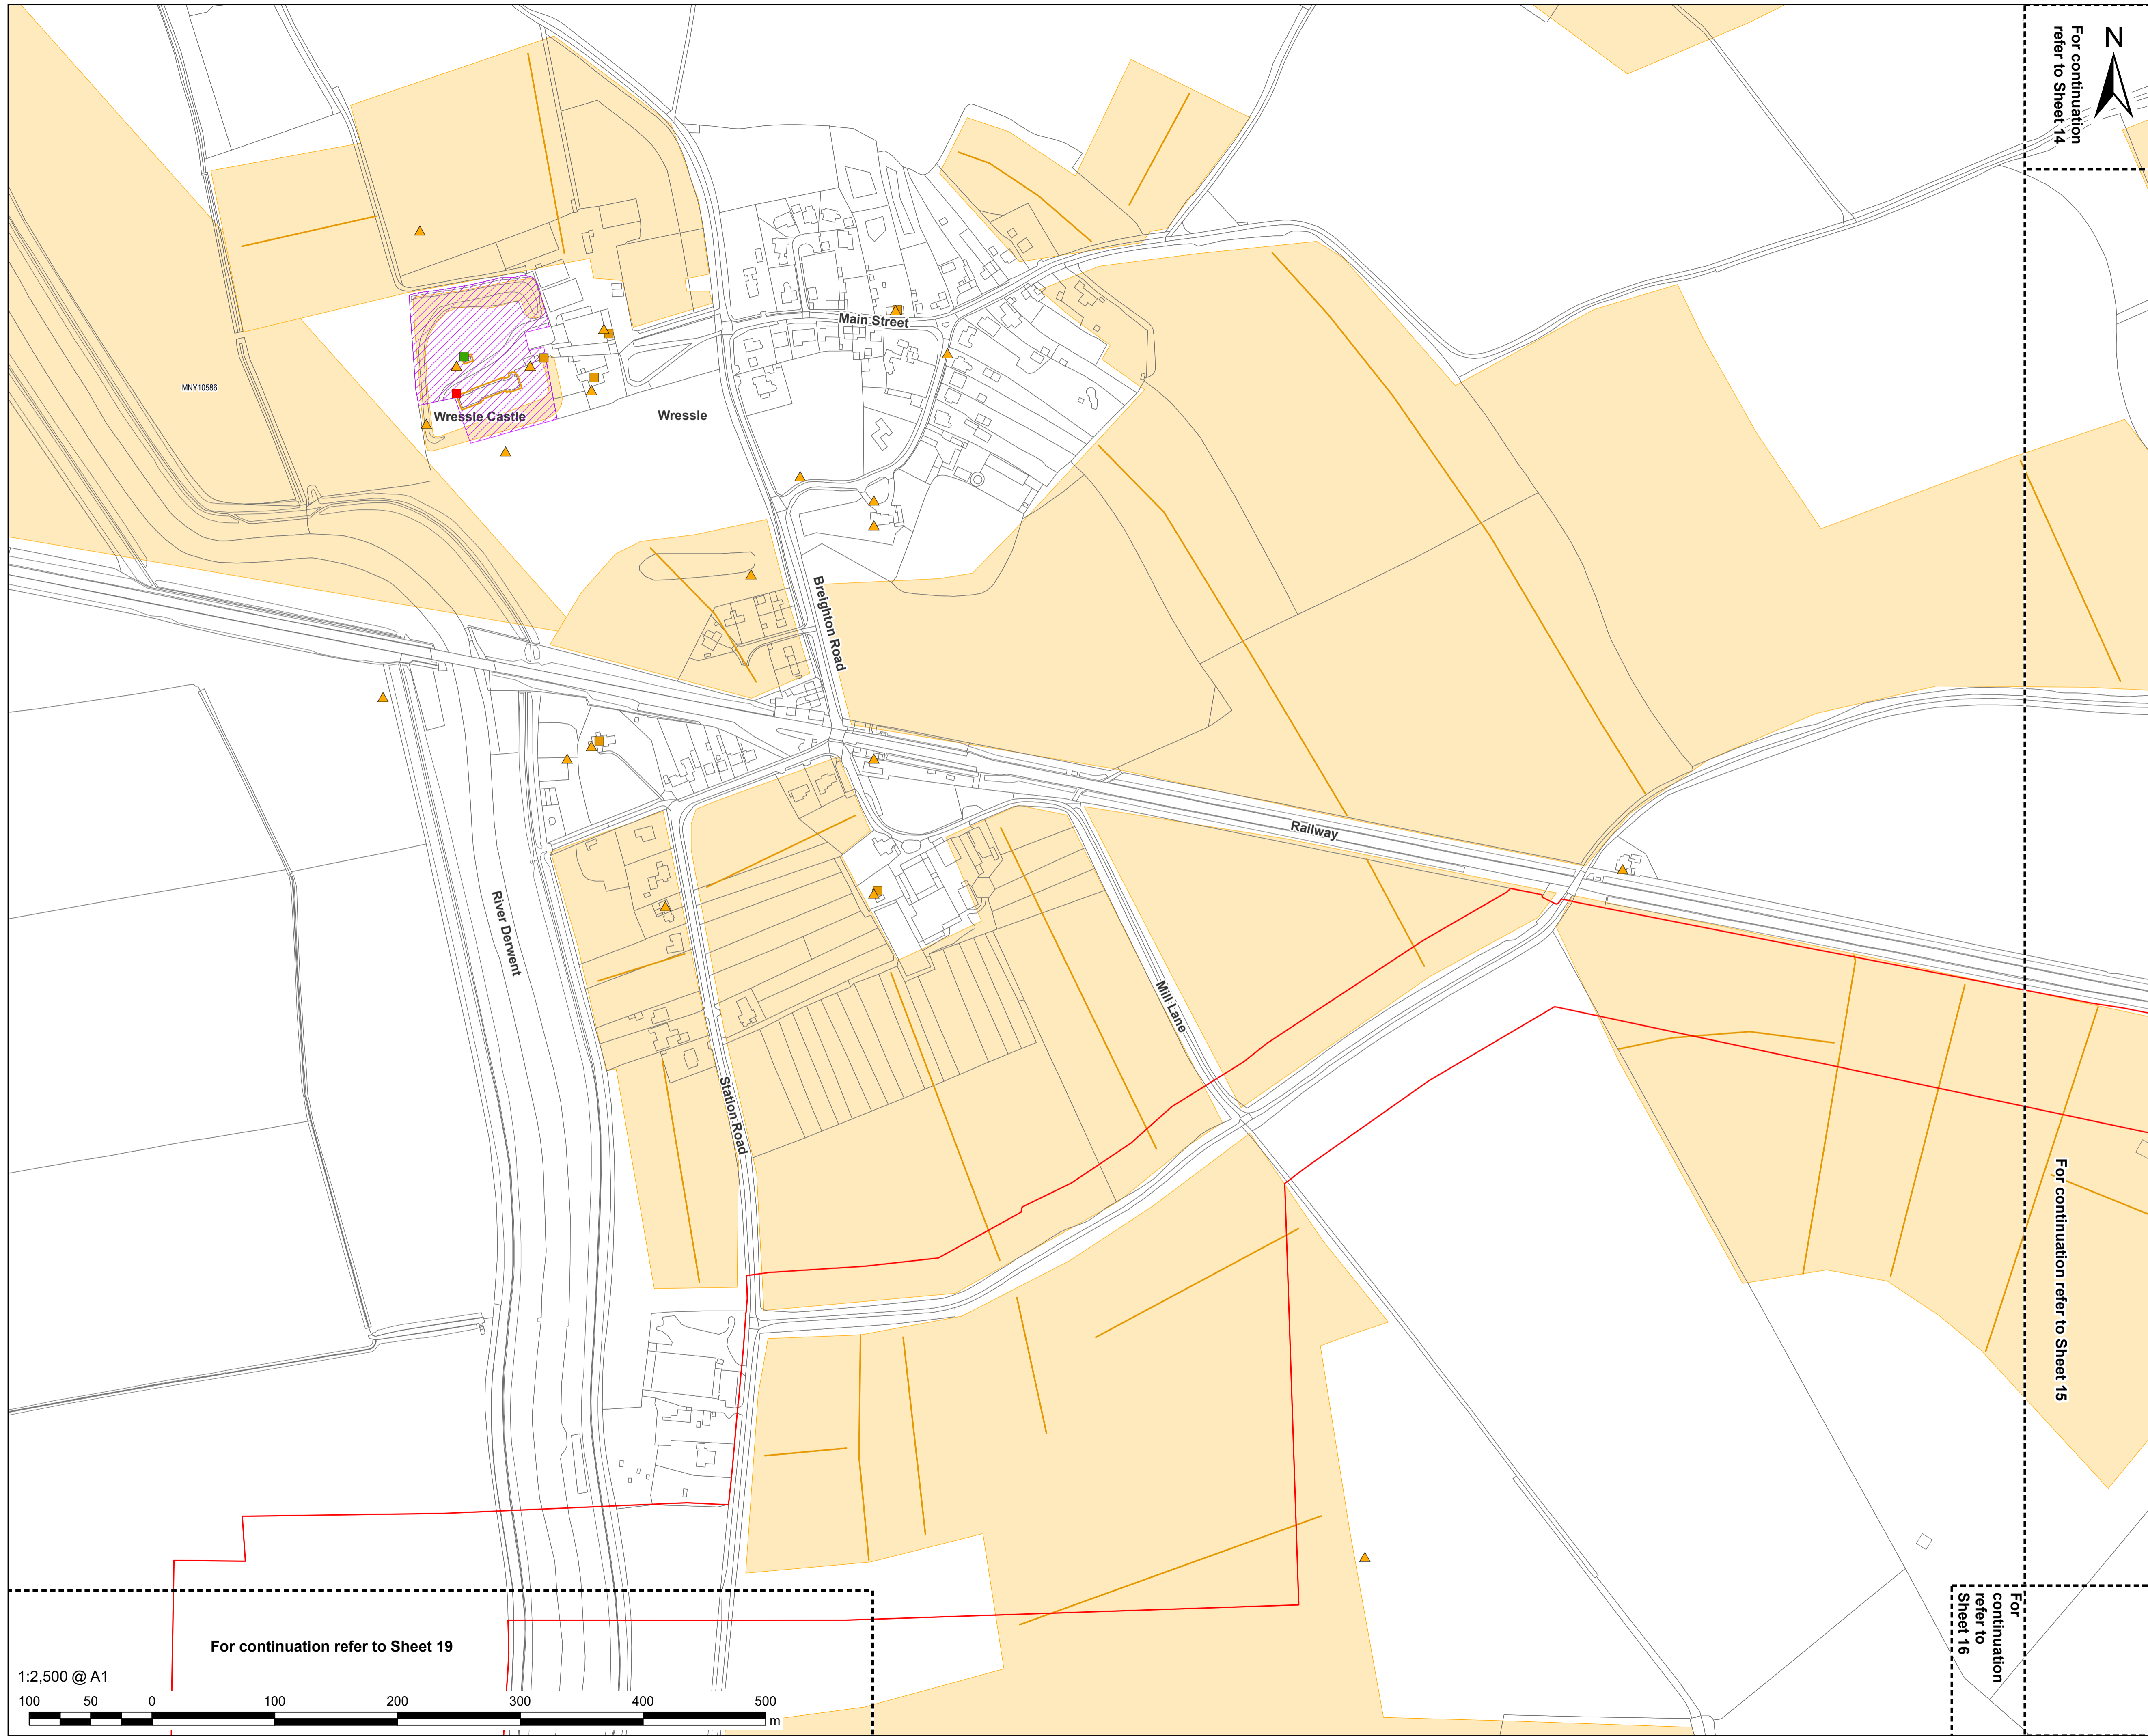 For continuation
refer to Sheet 14
N
Main Street
MNY10586
Wressle Castle
Wressle
Breighton Road
Railway
River Derwent
Mill Lane
Station Road
For continuation refer to Sheet 15
For
continuation
refer to
Sheet 16
For continuation refer to Sheet 19
1:2,500 @ A1
100 50 0 100 200 300 400 500
m